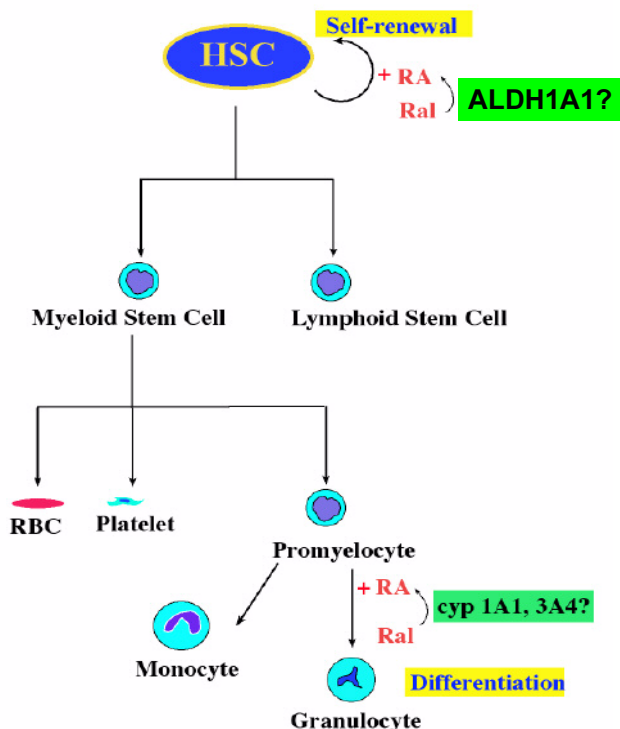 Self-renewal
HSC
+ RA
Ral
ALDH1A1?
Myeloid Stem Cell
Lymphoid Stem Cell
RBC
Platelet
Promyelocyte
+ RA
Ral
cyp 1A1, 3A4?
Monocyte
Differentiation
Granulocyte